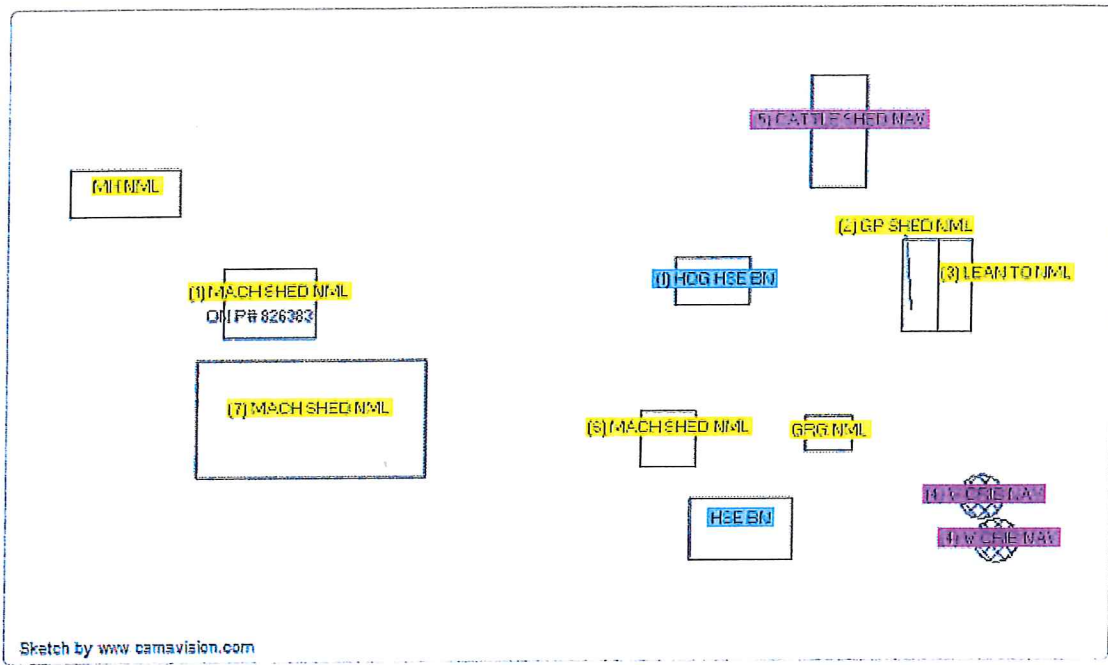 (5) CATTLE SHED NAV
MH NML
(2) GP SHED NML
(1) HOG HSE BN
(3) LEAN TO NML
(1) MACH SHED NML
ON P# 826383
(7) MACH SHED NML
(6) MACH SHED NML
GRG NML
(4) W CRIB NAV
HSE BN
(4) W CRIB NAV
Sketch by www.camavision.com